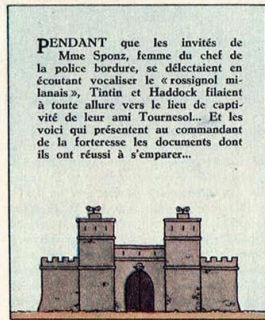 PENDANT que les invités de
Mme Sponz, femme du chef de
la police bordure, se délectaient en
écoutant vocaliser le « rossignol mi-
lanais », Tintin et Haddock filaient
à toute allure vers le lieu de capti-
vité de leur ami Tournesol... Et les
voici qui présentent au commandant
de la forteresse les documents dont
ils ont réussi à s'emparer...